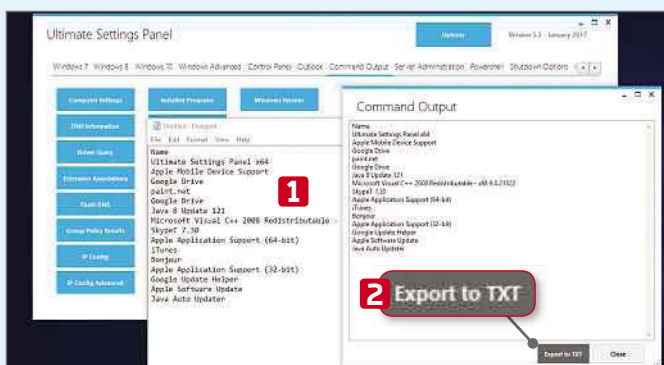 Ultimate Settings Panel
Options
Version 5.3 - January 2017
Windows 7 Windows 8 Windows 10 Windows Advanced Control Panel Outlook Command Output Server Administration Powershell Shutdown Options
Computer Settings
Installed Programs
Windows Version
DNS Information
Driver Query
Extension Associations
Flush DNS
Group Policy Results
IP Config
IP Config Advanced
Untitled - Notepad
File Edit Format View Help
Name
Ultimate Settings Panel x64
Apple Mobile Device Support
Google Drive
paint.net
Google Drive
Java 8 Update 121
Microsoft Visual C++ 2008 Redistributable -
SkypeT 7.30
Apple Application Support (64-bit)
iTunes
Bonjour
Apple Application Support (32-bit)
Google Update Helper
Apple Software Update
Java Auto Updater
1
Command Output
Name
Ultimate Settings Panel x64
Apple Mobile Device Support
Google Drive
paint.net
Google Drive
Java 8 Update 121
Microsoft Visual C++ 2008 Redistributable - x86 9.0.21022
SkypeT 7.30
Apple Application Support (64-bit)
iTunes
Bonjour
Apple Application Support (32-bit)
Google Update Helper
Apple Software Update
Java Auto Updater
2 Export to TXT
Export to TXT
Close